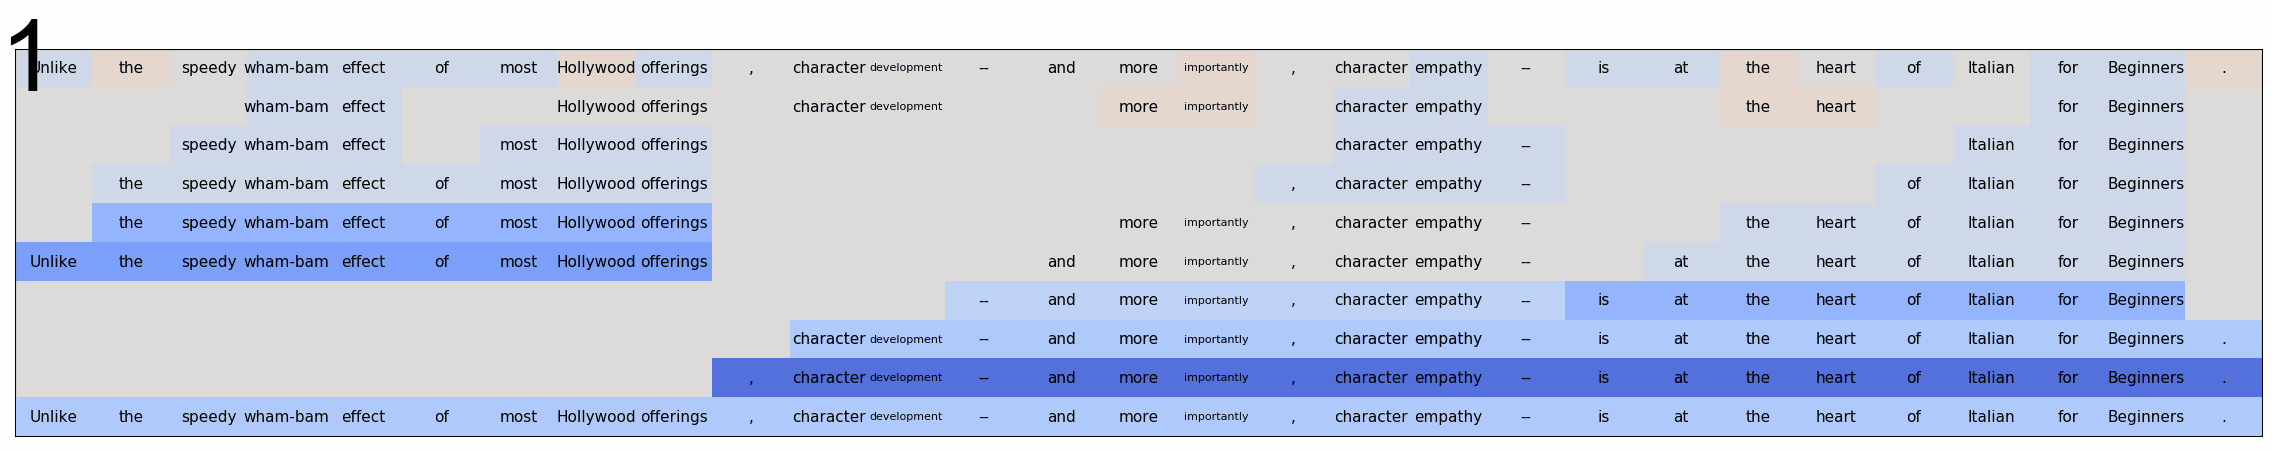 1
Unlike the speedy wham-bam effect of most Hollywood offerings , character development -- and more importantly , character empathy -- is at the heart of Italian for Beginners .
wham-bam effect Hollywood offerings character development more importantly character empathy the heart for Beginners
speedy wham-bam effect most Hollywood offerings character empathy -- Italian for Beginners
the speedy wham-bam effect of most Hollywood offerings , character empathy -- of Italian for Beginners
the speedy wham-bam effect of most Hollywood offerings more importantly , character empathy -- the heart of Italian for Beginners
Unlike the speedy wham-bam effect of most Hollywood offerings and more importantly , character empathy -- at the heart of Italian for Beginners
-- and more importantly , character empathy -- is at the heart of Italian for Beginners
character development -- and more importantly , character empathy -- is at the heart of Italian for Beginners .
, character development -- and more importantly , character empathy -- is at the heart of Italian for Beginners .
Unlike the speedy wham-bam effect of most Hollywood offerings , character development -- and more importantly , character empathy -- is at the heart of Italian for Beginners .